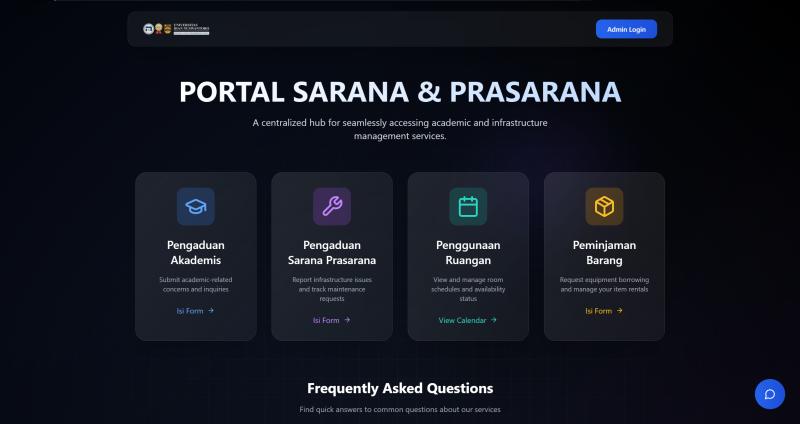 UNIVERSITAS
DIAN NUSWANTORO
Admin Login
PORTAL SARANA & PRASARANA
A centralized hub for seamlessly accessing academic and infrastructure
management services.
Pengaduan
Akademis
Submit academic-related
concerns and inquiries
Isi Form →
Pengaduan
Sarana Prasarana
Report infrastructure issues
and track maintenance
requests
Isi Form →
Penggunaan
Ruangan
View and manage room
schedules and availability
status
View Calendar →
Peminjaman
Barang
Request equipment borrowing
and manage your item rentals
Isi Form →
Frequently Asked Questions
Find quick answers to common questions about our services